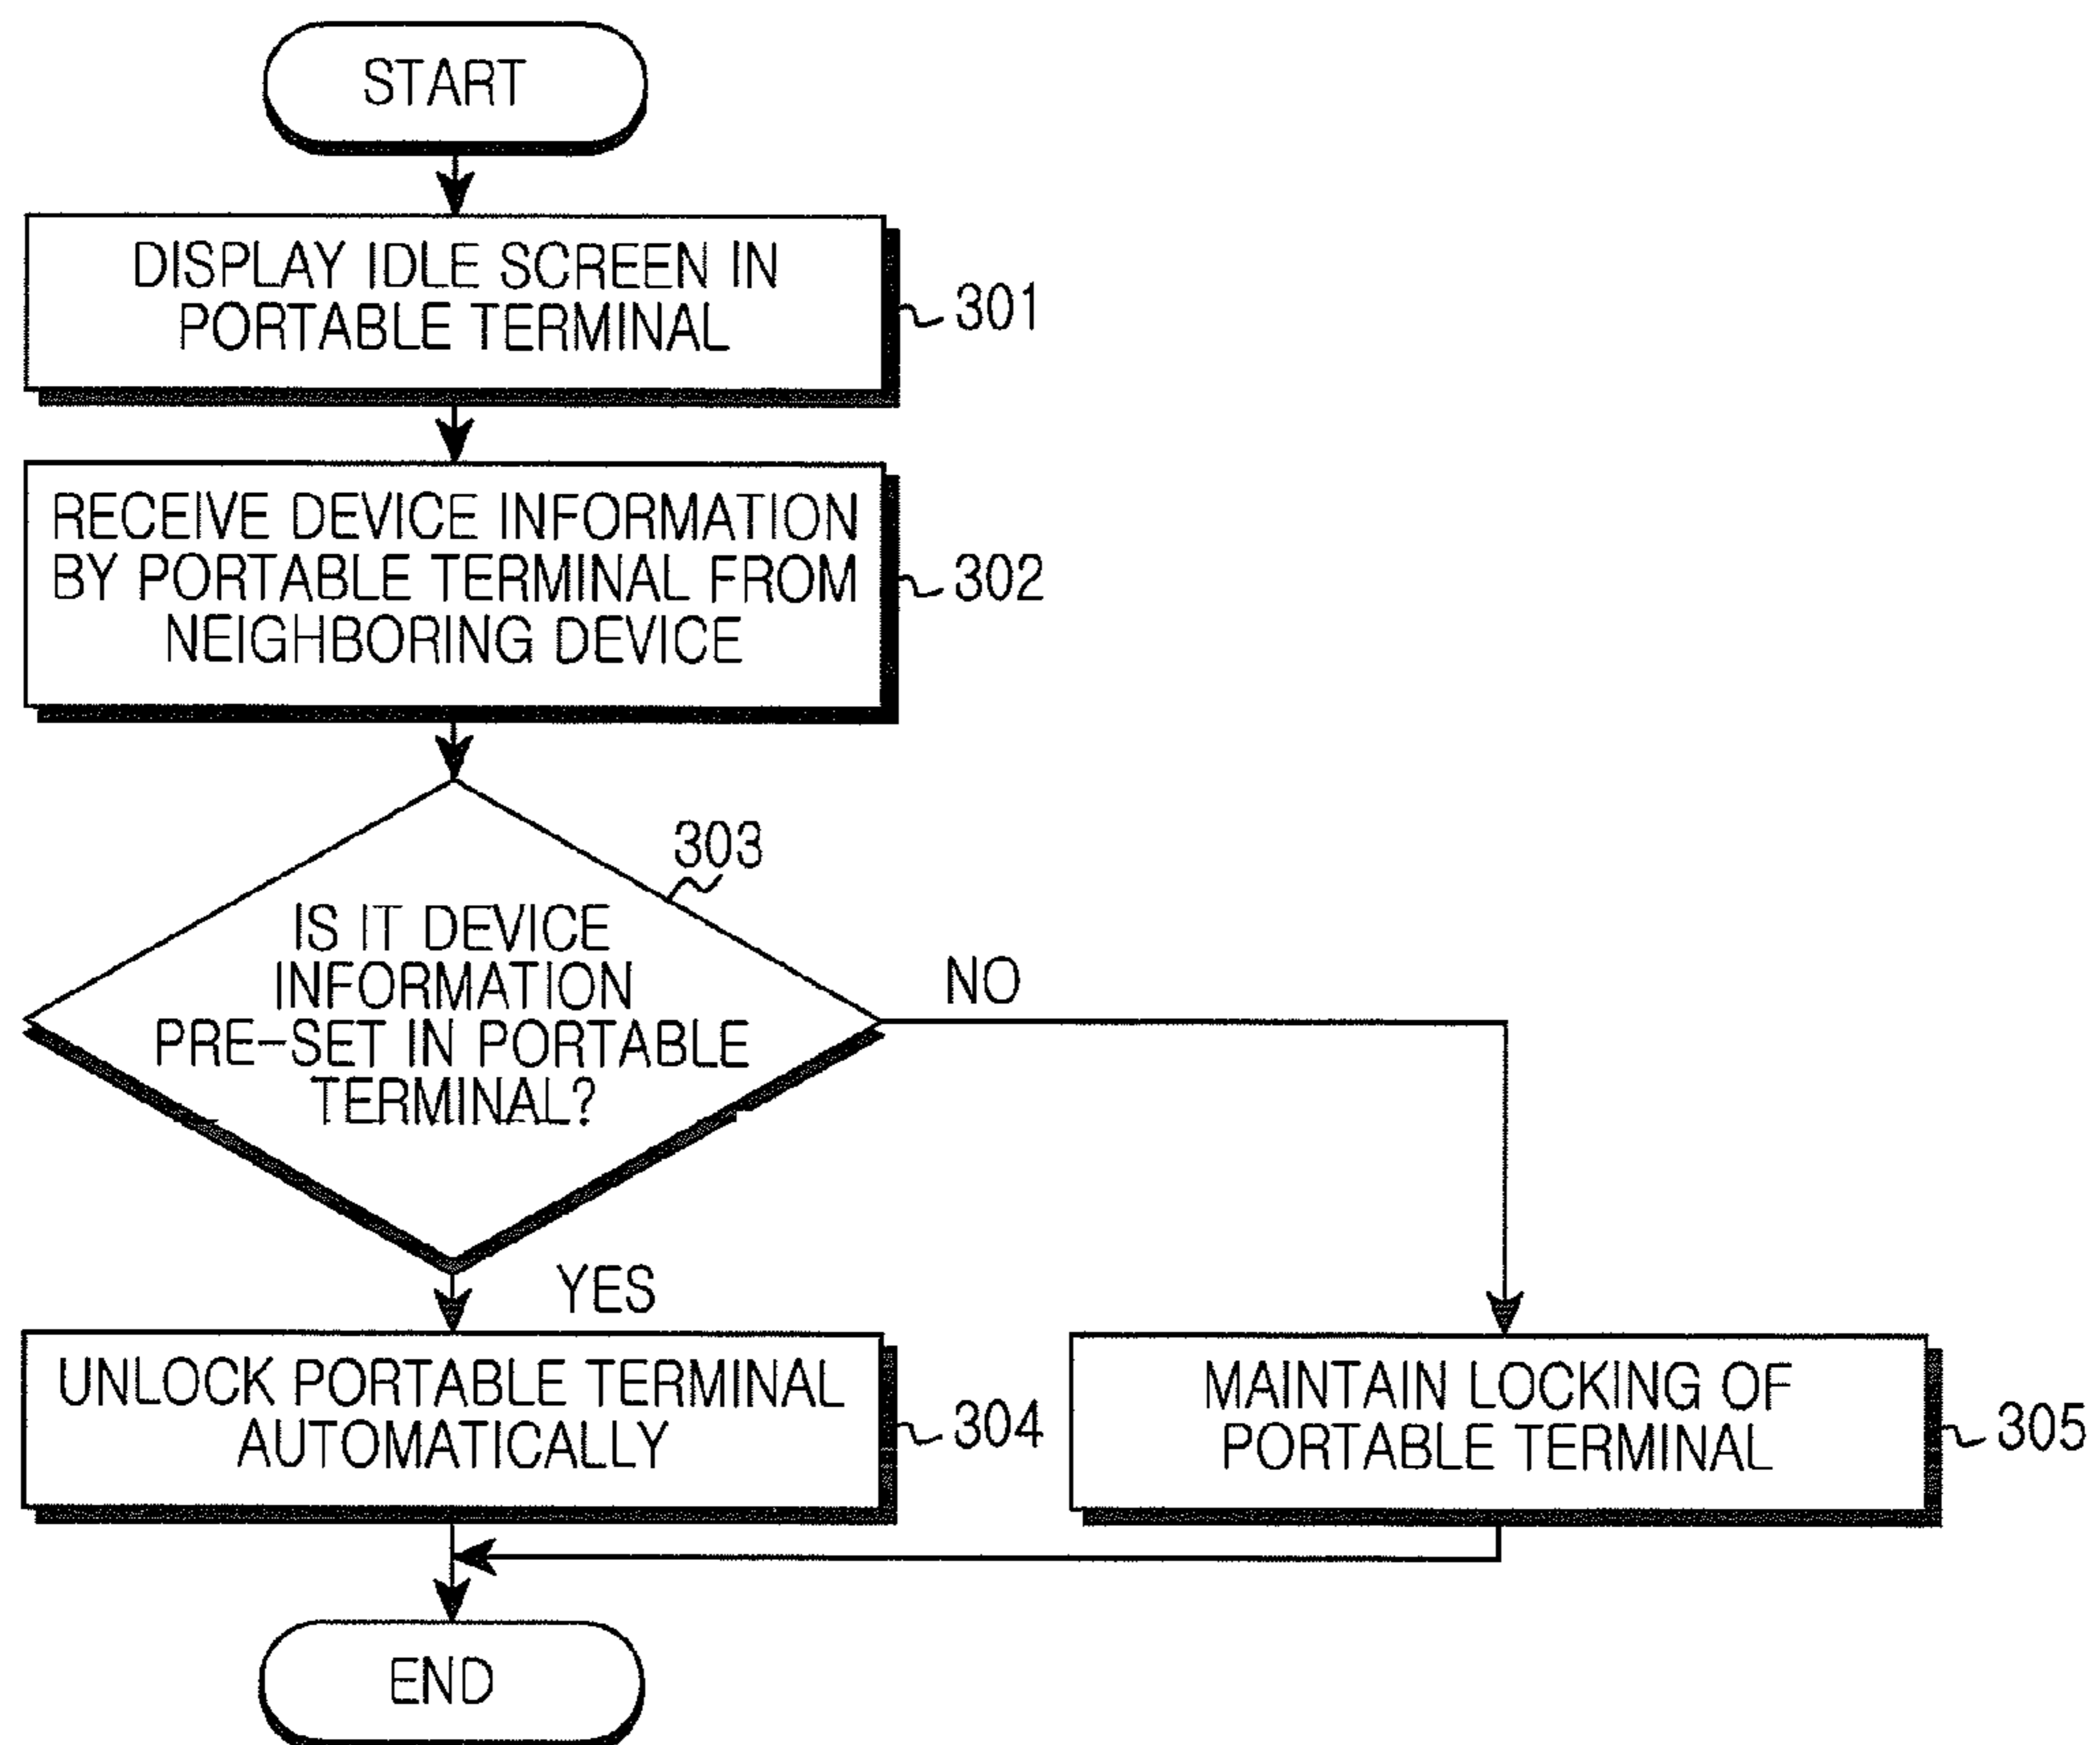 START
DISPLAY IDLE SCREEN IN
PORTABLE TERMINAL
301
RECEIVE DEVICE INFORMATION
BY PORTABLE TERMINAL FROM
NEIGHBORING DEVICE
302
303
IS IT DEVICE
INFORMATION
PRE-SET IN PORTABLE
TERMINAL?
NO
YES
UNLOCK PORTABLE TERMINAL
AUTOMATICALLY
304
MAINTAIN LOCKING OF
PORTABLE TERMINAL
305
END